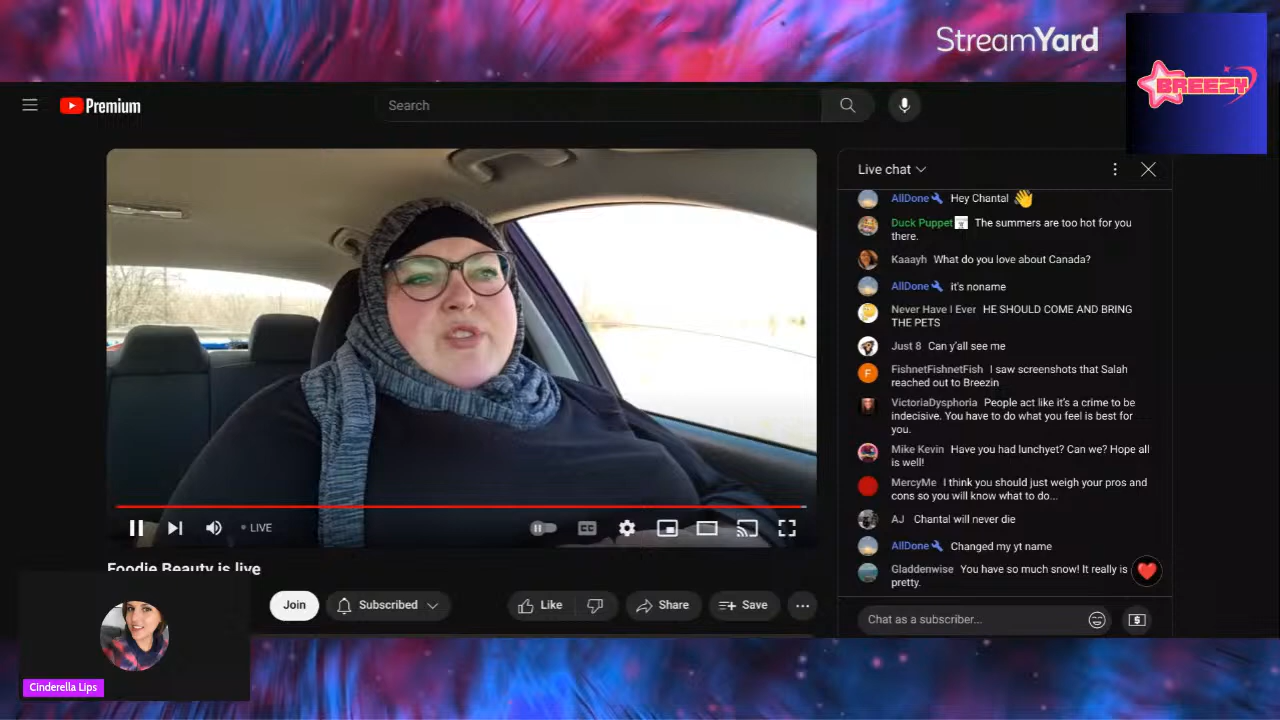 StreamYard
BREEZY
Premium
Search
Live chat
AllDone Hey Chantal
Duck Puppet The summers are too hot for you
there.
Kaaayh What do you love about Canada?
AllDone it's noname
Never Have I Ever HE SHOULD COME AND BRING
THE PETS
Just 8 Can y'all see me
F FishnetFishnetFish I saw screenshots that Salah
reached out to Breezin
VictoriaDysphoria People act like it's a crime to be
indecisive. You have to do what you feel is best for
you.
Mike Kevin Have you had lunchyet? Can we? Hope all
is well!
MercyMe I think you should just weigh your pros and
cons so you will know what to do...
AJ Chantal will never die
AllDone Changed my yt name
Gladdenwise You have so much snow! It really is
pretty.
Chat as a subscriber...
LIVE
CC
Foodie Beauty is live
Join
Subscribed
Like
Share
Save
Cinderella Lips